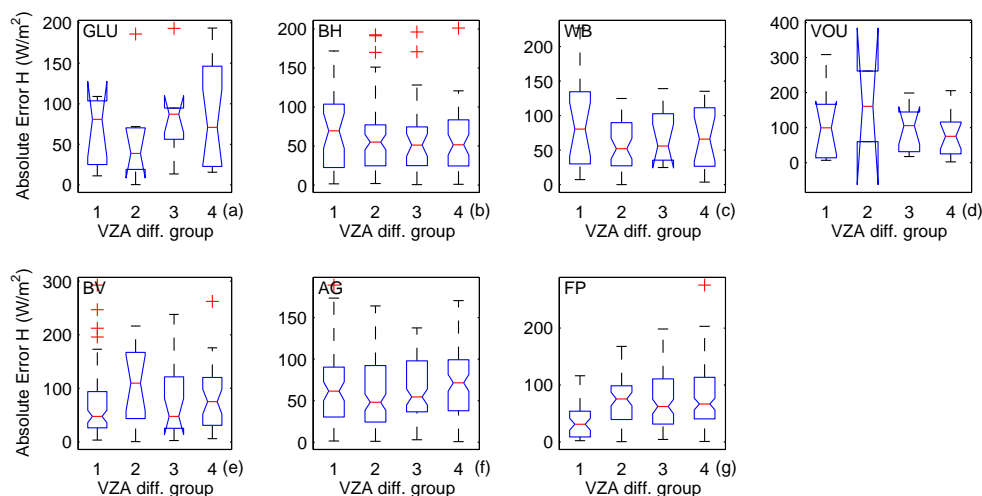 Absolute Error H (W/m²)
GLU
200
150
100
50
0
1 2 3 4 (a)
VZA diff. group
BH
200
150
100
50
0
1 2 3 4 (b)
VZA diff. group
WB
200
150
100
50
0
1 2 3 4 (c)
VZA diff. group
VOU
400
300
200
100
0
1 2 3 4 (d)
VZA diff. group
Absolute Error H (W/m²)
BV
300
200
100
0
1 2 3 4 (e)
VZA diff. group
AG
150
100
50
0
1 2 3 4 (f)
VZA diff. group
FP
200
100
0
1 2 3 4 (g)
VZA diff. group